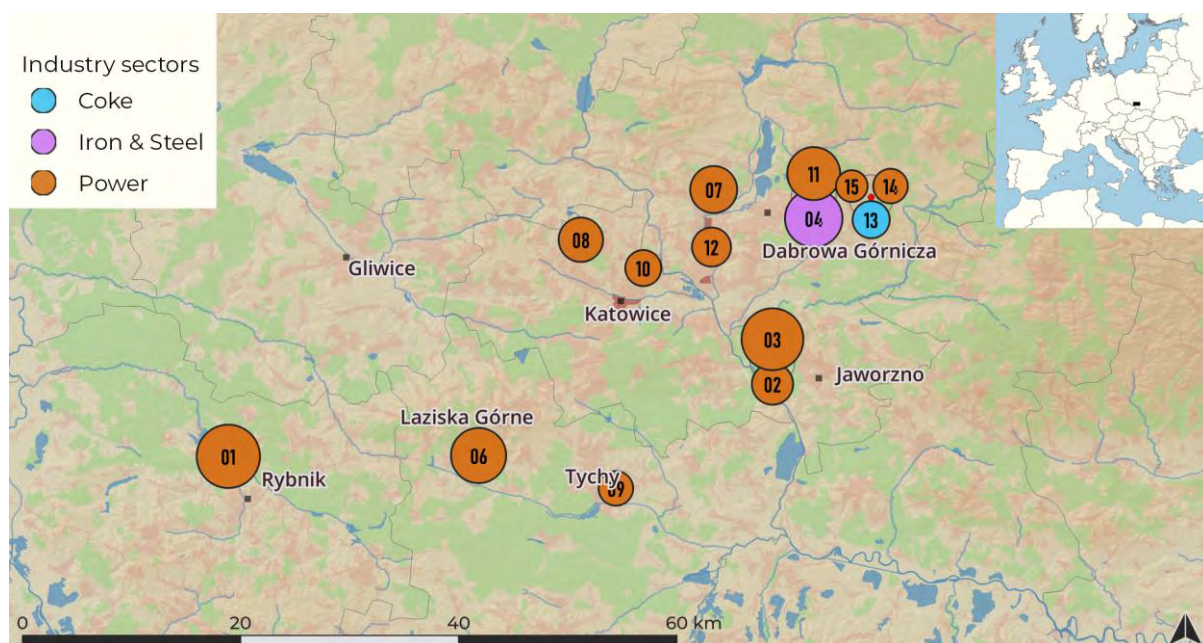 Industry sectors
Coke
Iron & Steel
Power
11
07
15
14
04
13
08
12
10
Dabrowa Górnicza
Gliwice
Katowice
03
02
Jaworzno
Laziska Górne
01
06
Rybnik
Tychy
09
0
20
40
60 km